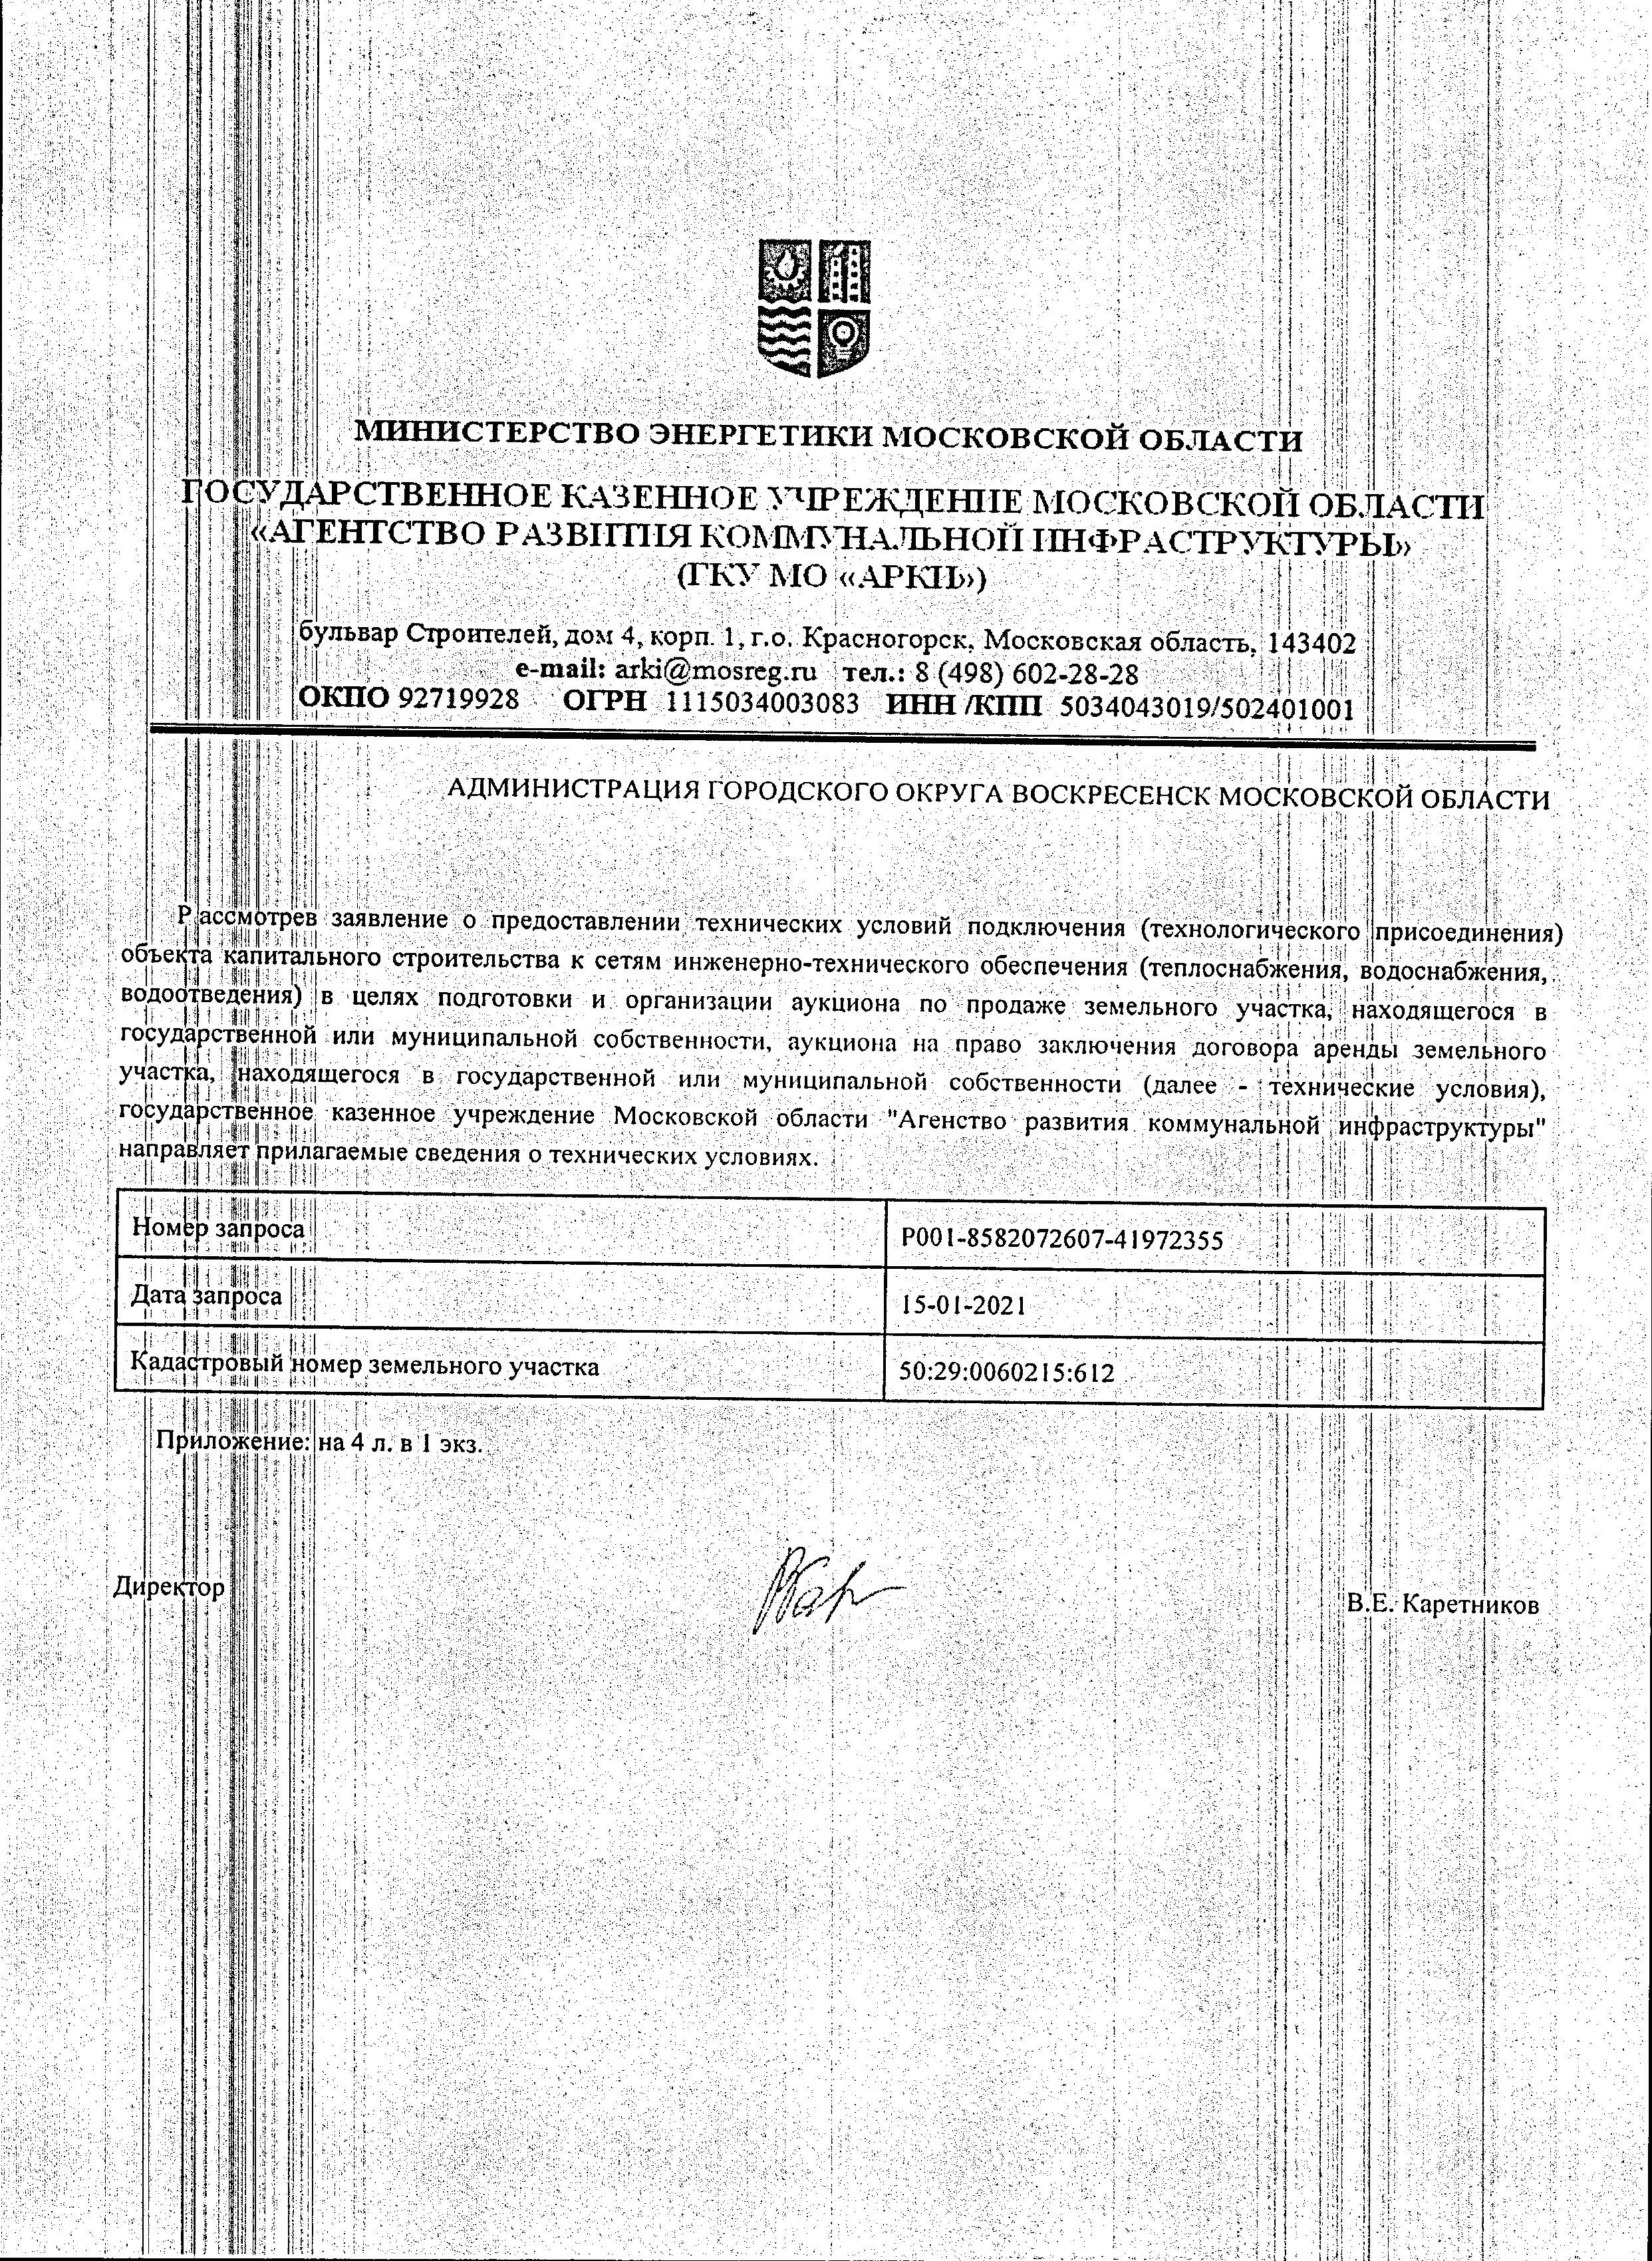 МИНИСТЕРСТВО ЭНЕРГЕТИКИ МОСКОВСКОЙ ОБЛАСТИ
ГОСУДАРСТВЕННОЕ КАЗЕННОЕ УЧРЕЖДЕНИЕ МОСКОВСКОЙ ОБЛАСТИ
«АГЕНТСТВО РАЗВИТИЯ КОММУНАЛЬНОЙ ИНФРАСТРУКТУРЫ»
(ГКУ МО «АРКИ»)
бульвар Строителей, дом 4, корп. 1, г.о. Красногорск, Московская область, 143402
e-mail: arki@mosreg.ru тел.: 8 (498) 602-28-28
ОКПО 92719928 ОГРН 1115034003083 ИНН /КПП 5034043019/502401001
АДМИНИСТРАЦИЯ ГОРОДСКОГО ОКРУГА ВОСКРЕСЕНСК МОСКОВСКОЙ ОБЛАСТИ
Рассмотрев заявление о предоставлении технических условий подключения (технологического присоединения)
объекта капитального строительства к сетям инженерно-технического обеспечения (теплоснабжения, водоснабжения,
водоотведения) в целях подготовки и организации аукциона по продаже земельного участка, находящегося в
государственной или муниципальной собственности, аукциона на право заключения договора аренды земельного
участка, находящегося в государственной или муниципальной собственности (далее - технические условия),
государственное казенное учреждение Московской области "Агенство развития коммунальной инфраструктуры"
направляет прилагаемые сведения о технических условиях.
Номер запроса P001-8582072607-41972355
Дата запроса 15-01-2021
Кадастровый номер земельного участка 50:29:0060215:612
Приложение: на 4 л. в 1 экз.
Директор В.Е. Каретников